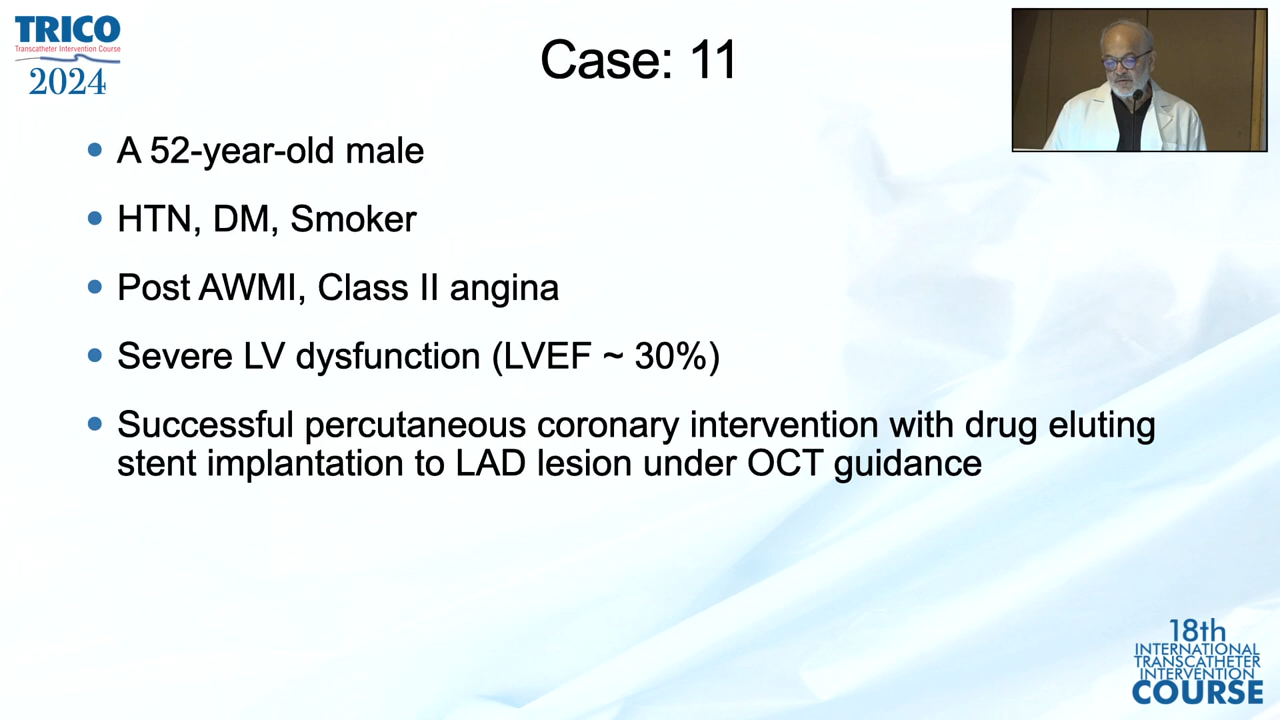 TRICO
Transcatheter Intervention Course
2024
Case: 11
• A 52-year-old male
• HTN, DM, Smoker
• Post AWMI, Class II angina
• Severe LV dysfunction (LVEF ~ 30%)
• Successful percutaneous coronary intervention with drug eluting
stent implantation to LAD lesion under OCT guidance
18th
INTERNATIONAL
TRANSCATHETER
INTERVENTION
COURSE